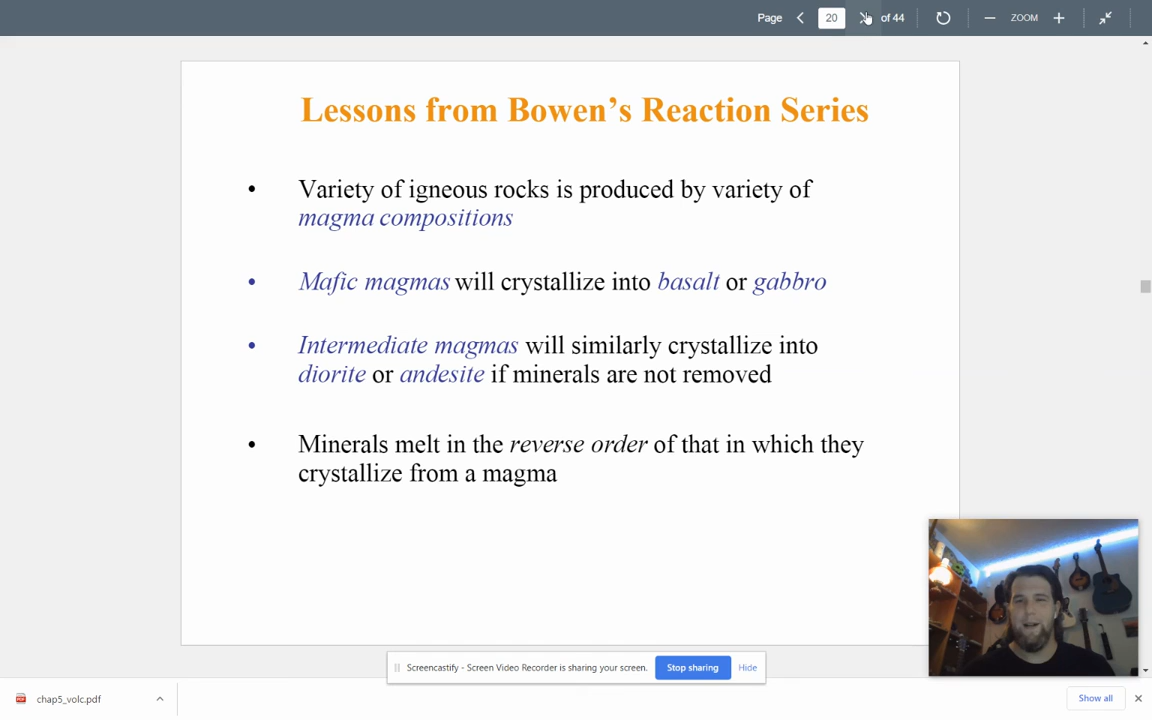 Page 20 of 44 ZOOM
Lessons from Bowen’s Reaction Series
• Variety of igneous rocks is produced by variety of
magma compositions
• Mafic magmas will crystallize into basalt or gabbro
• Intermediate magmas will similarly crystallize into
diorite or andesite if minerals are not removed
• Minerals melt in the reverse order of that in which they
crystallize from a magma
Screencastify - Screen Video Recorder is sharing your screen. Stop sharing Hide
chap5_volc.pdf Show all